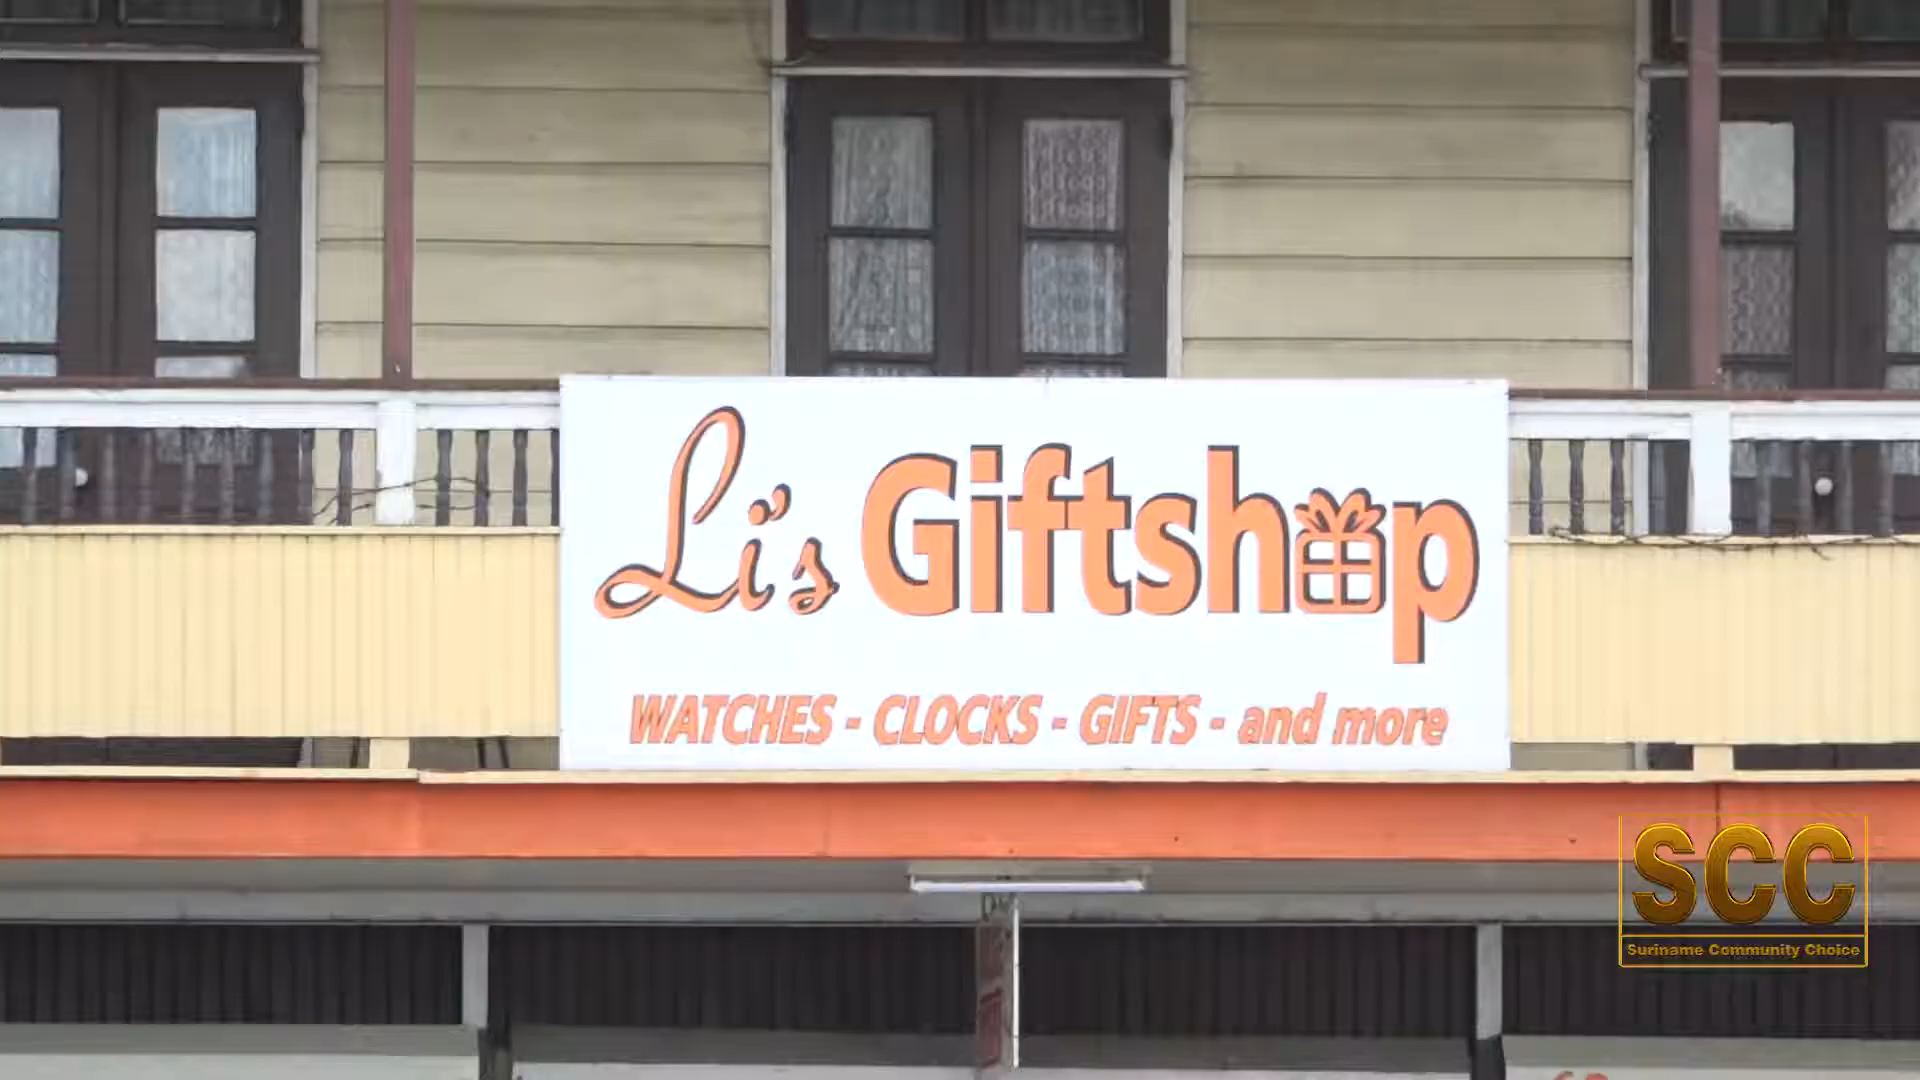 Li's Giftshop
WATCHES - CLOCKS - GIFTS - and more
SCC
Suriname Community Choice